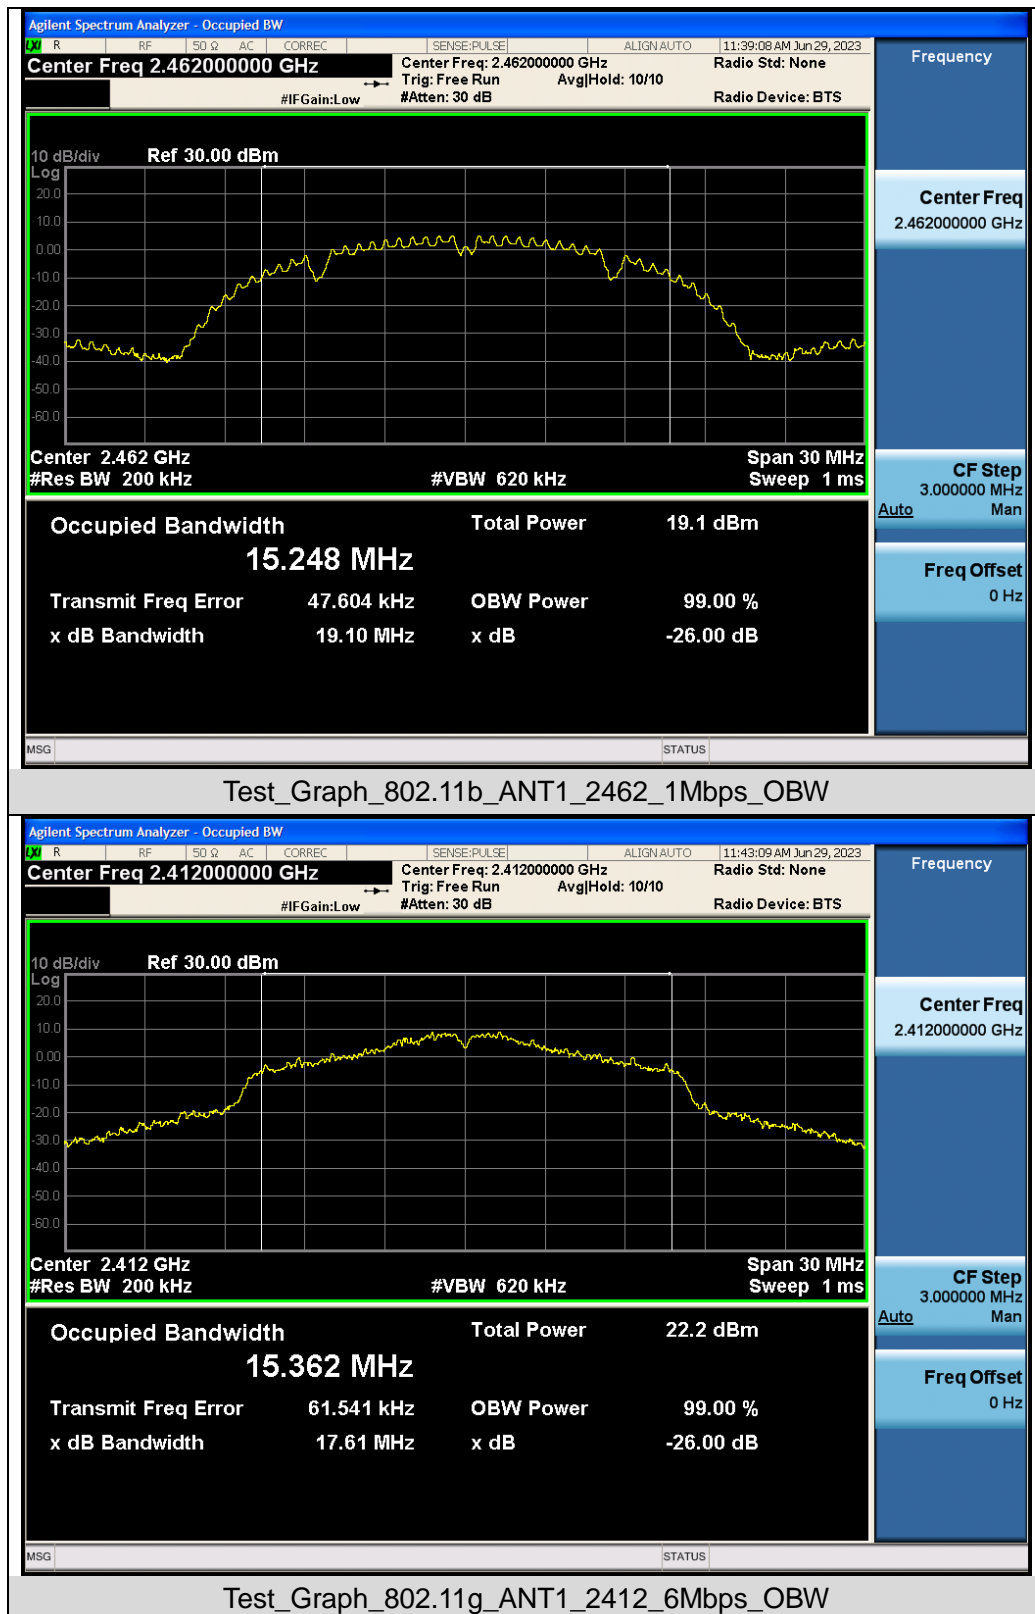 Agilent Spectrum Analyzer - Occupied BW
LXI R RF 50 Ω AC CORREC SENSE:PULSE ALIGN AUTO 11:39:08 AM Jun 29, 2023
Center Freq 2.462000000 GHz
Center Freq: 2.462000000 GHz
Radio Std: None
Trig: Free Run Avg|Hold: 10/10
#IFGain:Low
#Atten: 30 dB
Radio Device: BTS
10 dB/div Ref 30.00 dBm
Log
20.0
10.0
0.00
-10.0
-20.0
-30.0
-40.0
-50.0
-60.0
Center 2.462 GHz Span 30 MHz
#Res BW 200 kHz #VBW 620 kHz Sweep 1 ms
Occupied Bandwidth Total Power 19.1 dBm
15.248 MHz
Transmit Freq Error 47.604 kHz OBW Power 99.00 %
x dB Bandwidth 19.10 MHz x dB -26.00 dB
MSG STATUS
Frequency
Center Freq
2.462000000 GHz
CF Step
3.000000 MHz
Auto Man
Freq Offset
0 Hz
Test_Graph_802.11b_ANT1_2462_1Mbps_OBW
Agilent Spectrum Analyzer - Occupied BW
LXI R RF 50 Ω AC CORREC SENSE:PULSE ALIGN AUTO 11:43:09 AM Jun 29, 2023
Center Freq 2.412000000 GHz
Center Freq: 2.412000000 GHz
Radio Std: None
Trig: Free Run Avg|Hold: 10/10
#IFGain:Low
#Atten: 30 dB
Radio Device: BTS
10 dB/div Ref 30.00 dBm
Log
20.0
10.0
0.00
-10.0
-20.0
-30.0
-40.0
-50.0
-60.0
Center 2.412 GHz Span 30 MHz
#Res BW 200 kHz #VBW 620 kHz Sweep 1 ms
Occupied Bandwidth Total Power 22.2 dBm
15.362 MHz
Transmit Freq Error 61.541 kHz OBW Power 99.00 %
x dB Bandwidth 17.61 MHz x dB -26.00 dB
MSG STATUS
Frequency
Center Freq
2.412000000 GHz
CF Step
3.000000 MHz
Auto Man
Freq Offset
0 Hz
Test_Graph_802.11g_ANT1_2412_6Mbps_OBW